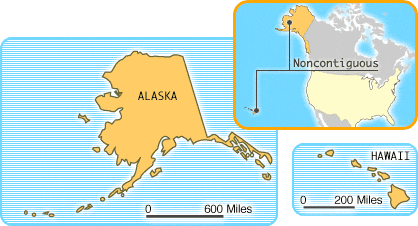 Noncontiguous
ALASKA
0 600 Miles
HAWAII
0 200 Miles